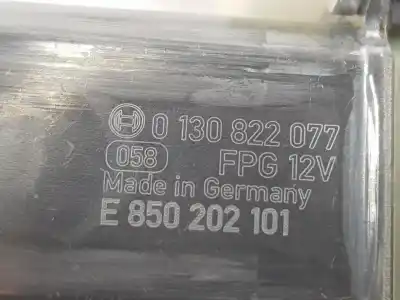 0 130 822 077
058 FPG 12V
Made in Germany
E 850 202 101